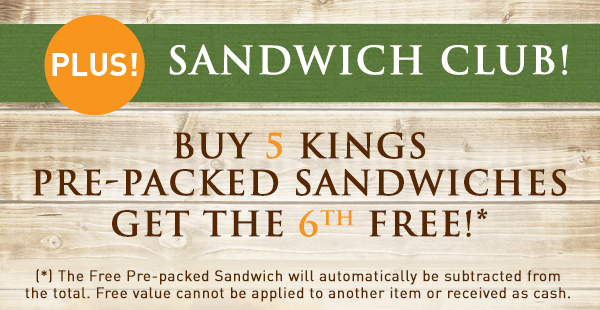 PLUS! SANDWICH CLUB!
BUY 5 KINGS
PRE-PACKED SANDWICHES
GET THE 6TH FREE!*
(*) The Free Pre-packed Sandwich will automatically be subtracted from
the total. Free value cannot be applied to another item or received as cash.